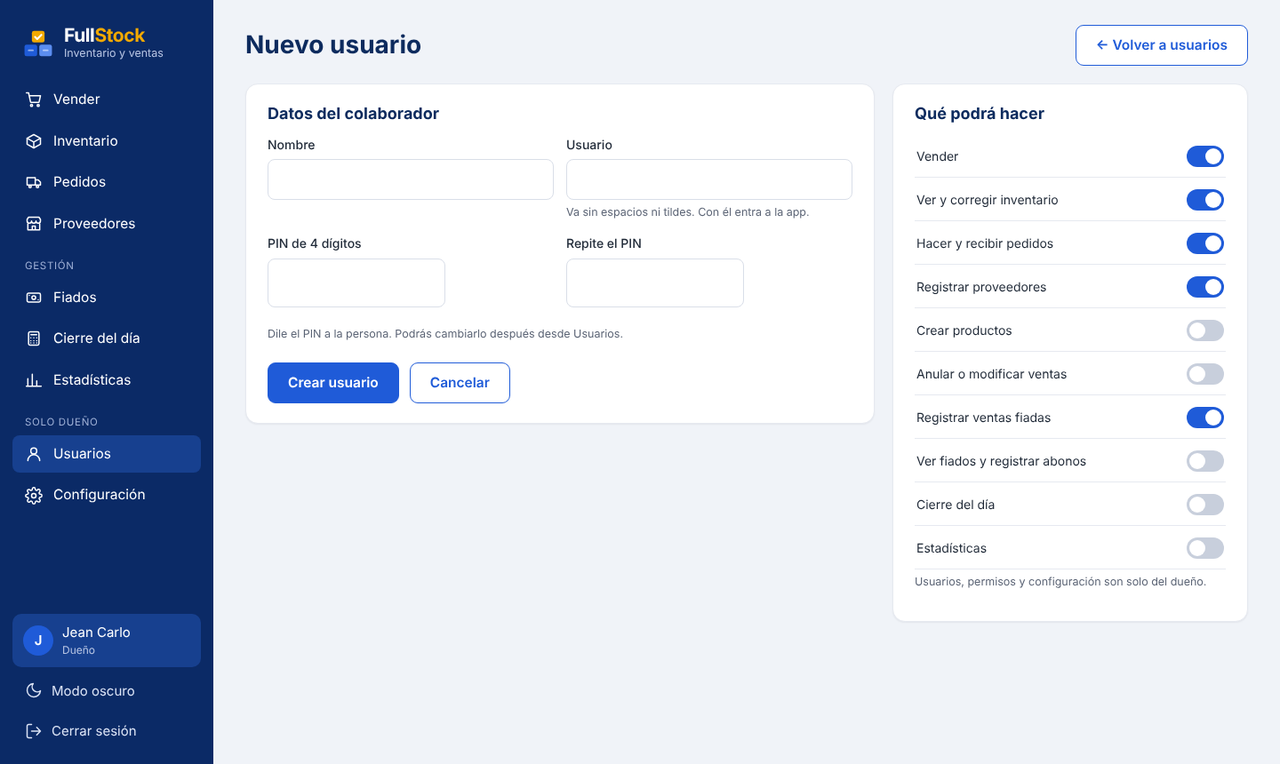 FullStock
Inventario y ventas
Vender
Inventario
Pedidos
Proveedores
GESTIÓN
Fiados
Cierre del día
Estadísticas
SOLO DUEÑO
Usuarios
Configuración
J
Jean Carlo
Dueño
Modo oscuro
Cerrar sesión
Nuevo usuario
← Volver a usuarios
Datos del colaborador
Nombre
Usuario
Va sin espacios ni tildes. Con él entra a la app.
PIN de 4 dígitos
Repite el PIN
Dile el PIN a la persona. Podrás cambiarlo después desde Usuarios.
Crear usuario
Cancelar
Qué podrá hacer
Vender
Ver y corregir inventario
Hacer y recibir pedidos
Registrar proveedores
Crear productos
Anular o modificar ventas
Registrar ventas fiadas
Ver fiados y registrar abonos
Cierre del día
Estadísticas
Usuarios, permisos y configuración son solo del dueño.